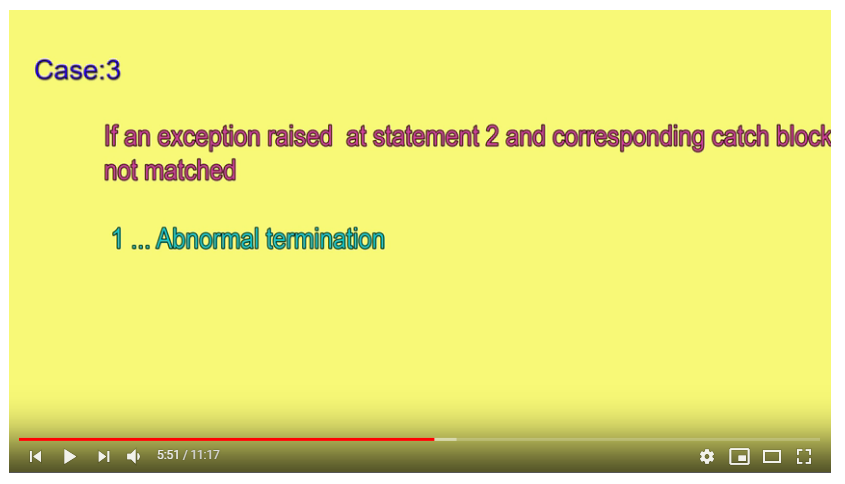 Case:3
If an exception raised at statement 2 and corresponding catch block
not matched
1 ... Abnormal termination
5:51 / 11:17